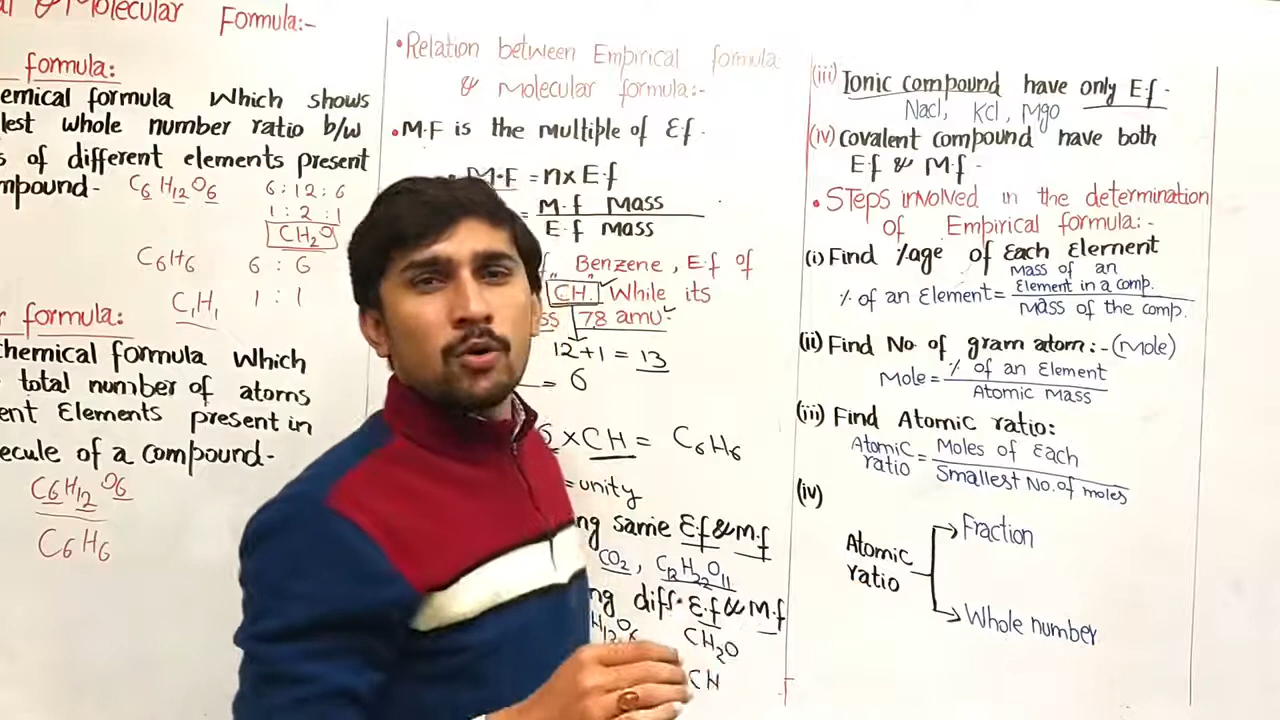 & Molecular Formula:-
formula:
emical formula Which shows
lest whole number ratio b/w
s of different elements present
mpound- C6H12O6 6:12:6
1:2:1
CH2O
C6H6 6 : 6
C1H1 1 : 1
formula:
chemical formula Which
total number of atoms
ent Elements present in
ecule of a compound-
C6H12O6
C6H6
•Relation between Empirical formula
& Molecular formula:-
•M.F is the multiple of E.f.
M.F = n x E.f
= M.f Mass / E.f Mass
Benzene, E.f of
CH. While its
ss 78 amu
12+1 = 13
= 6
6 x CH = C6H6
= unity
ng same E.f & M.f
CO2, C12H22O11
ng diff. E.f & M.f
CH2O
CH
(iii) Ionic compound have only E.f.
Nacl, Kcl, Mgo
(iv) covalent compound have both
E.f & M.f-
• Steps involved in the determination
of Empirical formula:-
(i) Find %age of Each Element
% of an Element = Mass of an Element in a comp. / Mass of the comp.
(ii) Find No. of gram atom:-(Mole)
Mole = % of an Element / Atomic Mass
(iii) Find Atomic ratio:
Atomic ratio = Moles of Each / Smallest No. of moles
(iv)
Fraction
Atomic ratio
Whole number